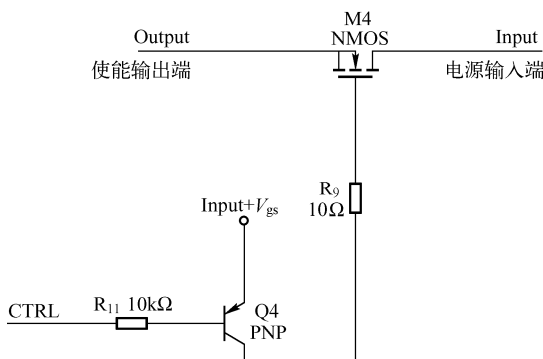 M4
Output NMOS Input
使能输出端 电源输入端
R9
10Ω
Input+Vgs
CTRL R11 10kΩ Q4
PNP